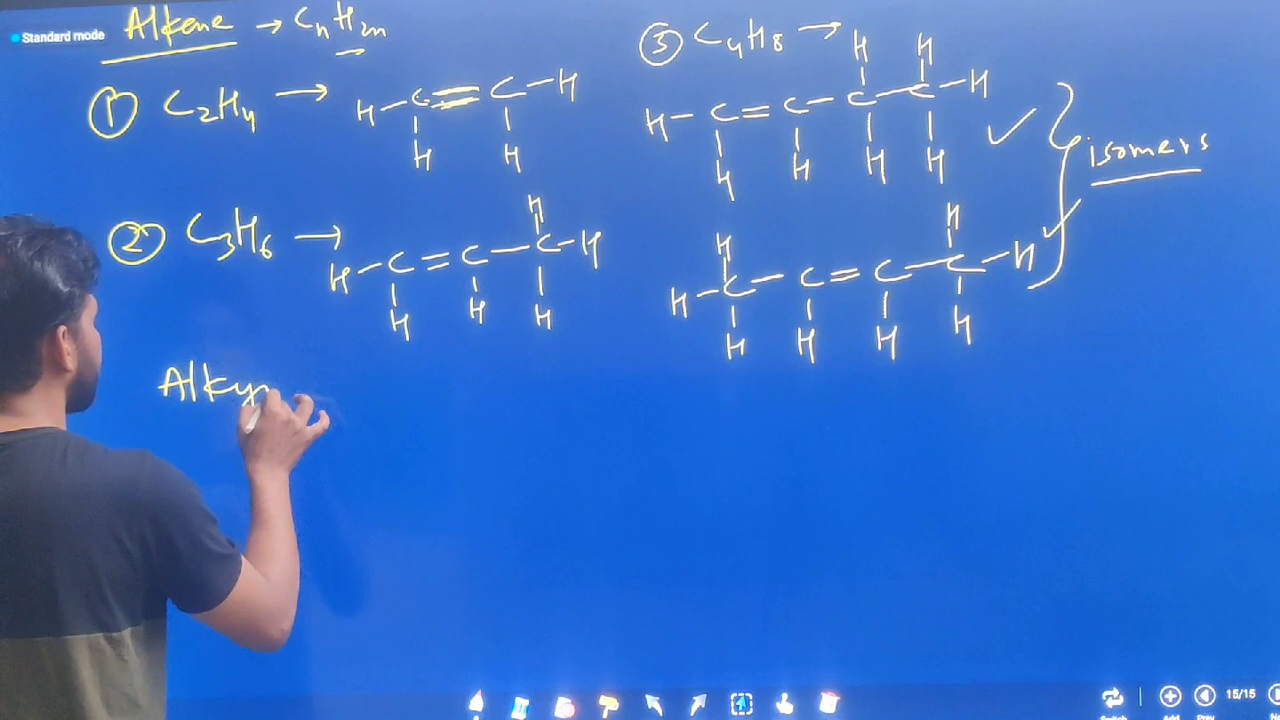 Standard mode
Alkene → CnH2n
① C2H4 →
H-C=C-H
H H
② C3H6 →
H
H-C=C-C-H
H H H
③ C4H8 →
H H
H-C=C-C-C-H
H H H H
H H
H-C-C=C-C-H
H H H H
isomers
Alkyn
15/15